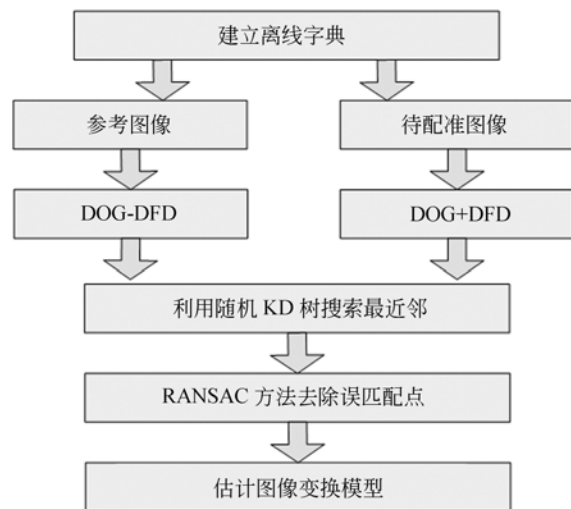 建立离线字典
参考图像
待配准图像
DOG-DFD
DOG+DFD
利用随机 KD 树搜索最近邻
RANSAC 方法去除误匹配点
估计图像变换模型